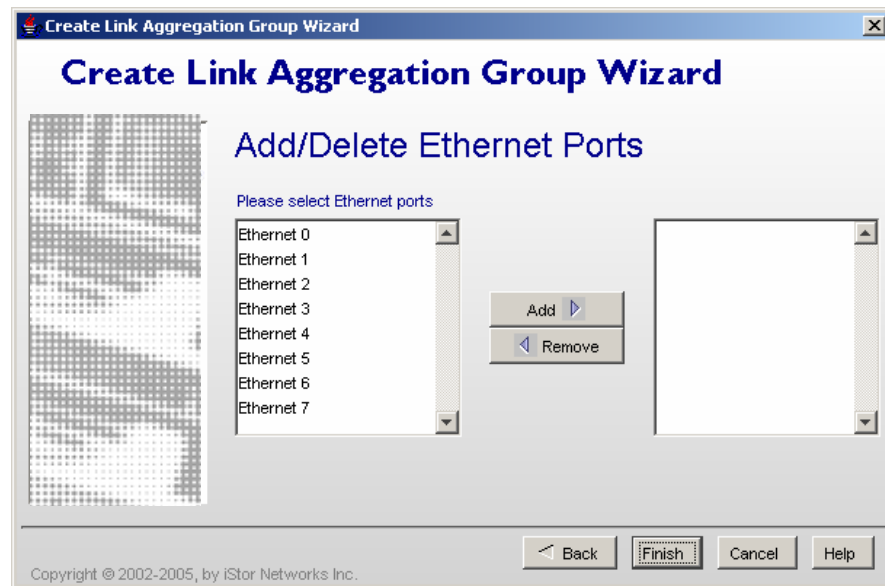 Create Link Aggregation Group Wizard
Create Link Aggregation Group Wizard
Add/Delete Ethernet Ports
Please select Ethernet ports
Ethernet 0
Ethernet 1
Ethernet 2
Ethernet 3
Ethernet 4
Ethernet 5
Ethernet 6
Ethernet 7
Add
Remove
Back
Finish
Cancel
Help
Copyright © 2002-2005, by iStor Networks Inc.